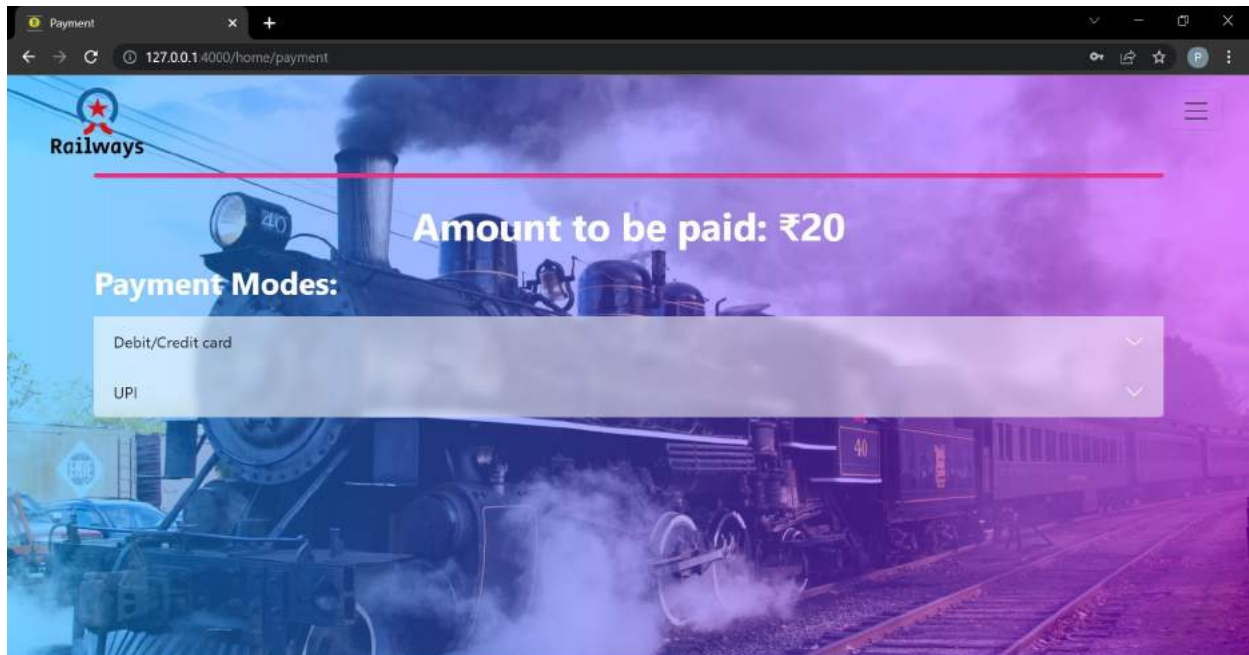 Payment
127.0.0.1:4000/home/payment
P
Railways
Amount to be paid: ₹20
Payment Modes:
Debit/Credit card
UPI
40